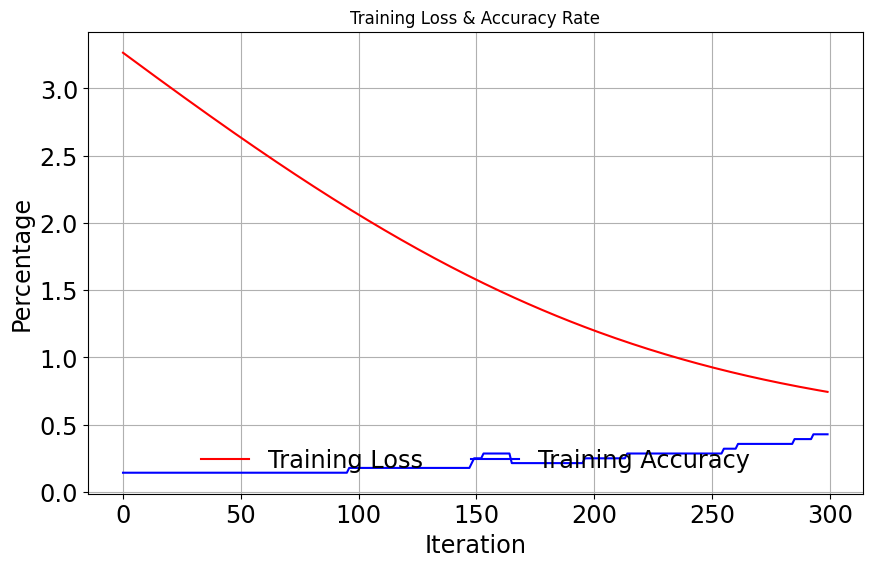 Training Loss & Accuracy Rate
Percentage
3.0
2.5
2.0
1.5
1.0
0.5
0.0
Training Loss
Training Accuracy
0 50 100 150 200 250 300
Iteration